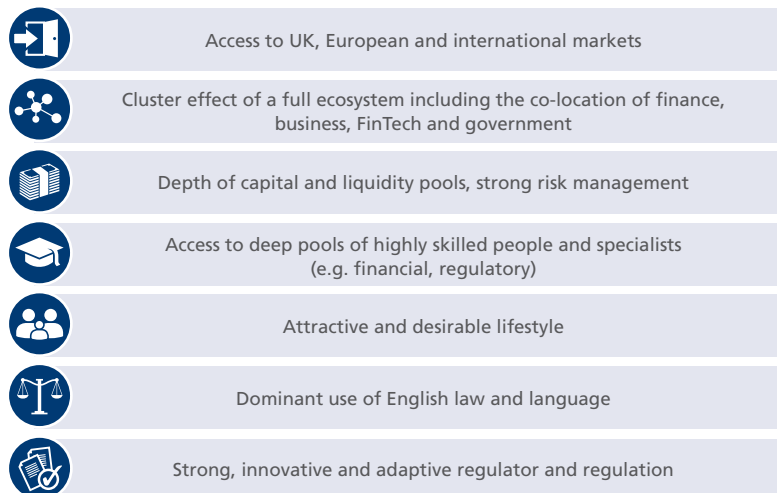 Access to UK, European and international markets
Cluster effect of a full ecosystem including the co-location of finance,
business, FinTech and government
Depth of capital and liquidity pools, strong risk management
Access to deep pools of highly skilled people and specialists
(e.g. financial, regulatory)
Attractive and desirable lifestyle
Dominant use of English law and language
Strong, innovative and adaptive regulator and regulation